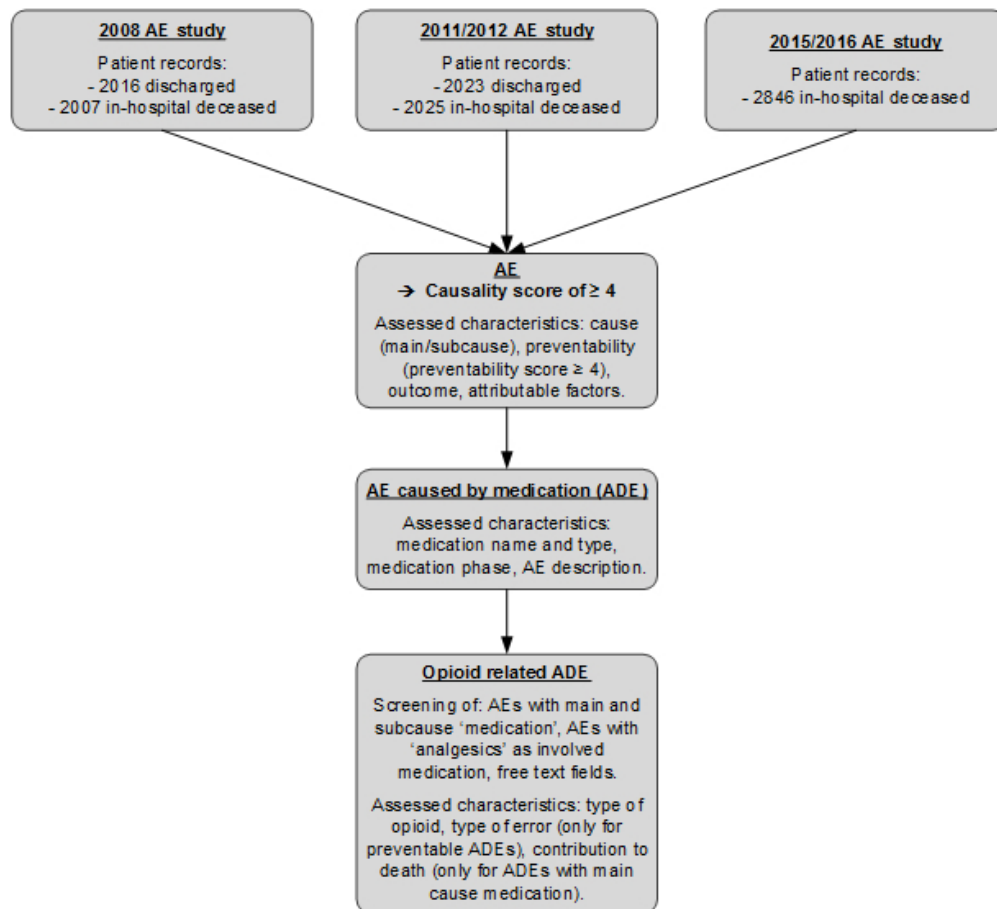 2008 AE study
Patient records:
- 2016 discharged
- 2007 in-hospital deceased
2011/2012 AE study
Patient records:
- 2023 discharged
- 2025 in-hospital deceased
2015/2016 AE study
Patient records:
- 2846 in-hospital deceased
AE
→ Causality score of ≥ 4
Assessed characteristics: cause
(main/subcause), preventability
(preventability score ≥ 4),
outcome, attributable factors.
AE caused by medication (ADE)
Assessed characteristics:
medication name and type,
medication phase, AE description.
Opioid related ADE
Screening of: AEs with main and
subcause ‘medication’, AEs with
‘analgesics’ as involved
medication, free text fields.
Assessed characteristics: type of
opioid, type of error (only for
preventable ADEs), contribution to
death (only for ADEs with main
cause medication).